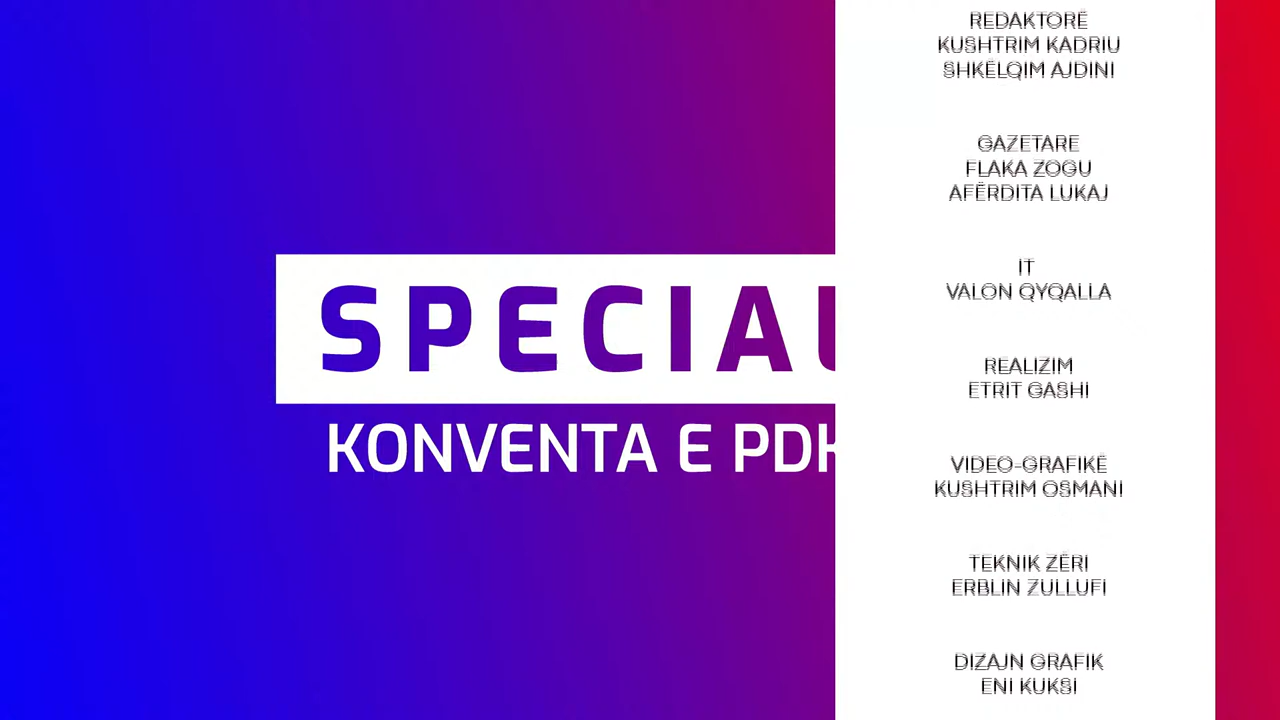 SPECIAL
KONVENTA E PDK
REDAKTORË
KUSHTRIM KADRIU
SHKËLQIM AJDINI
GAZETARE
FLAKA ZOGU
AFËRDITA LUKAJ
IT
VALON QYQALLA
REALIZIM
ETRIT GASHI
VIDEO-GRAFIKË
KUSHTRIM OSMANI
TEKNIK ZËRI
ERBLIN ZULLUFI
DIZAJN GRAFIK
ENI KUKSI